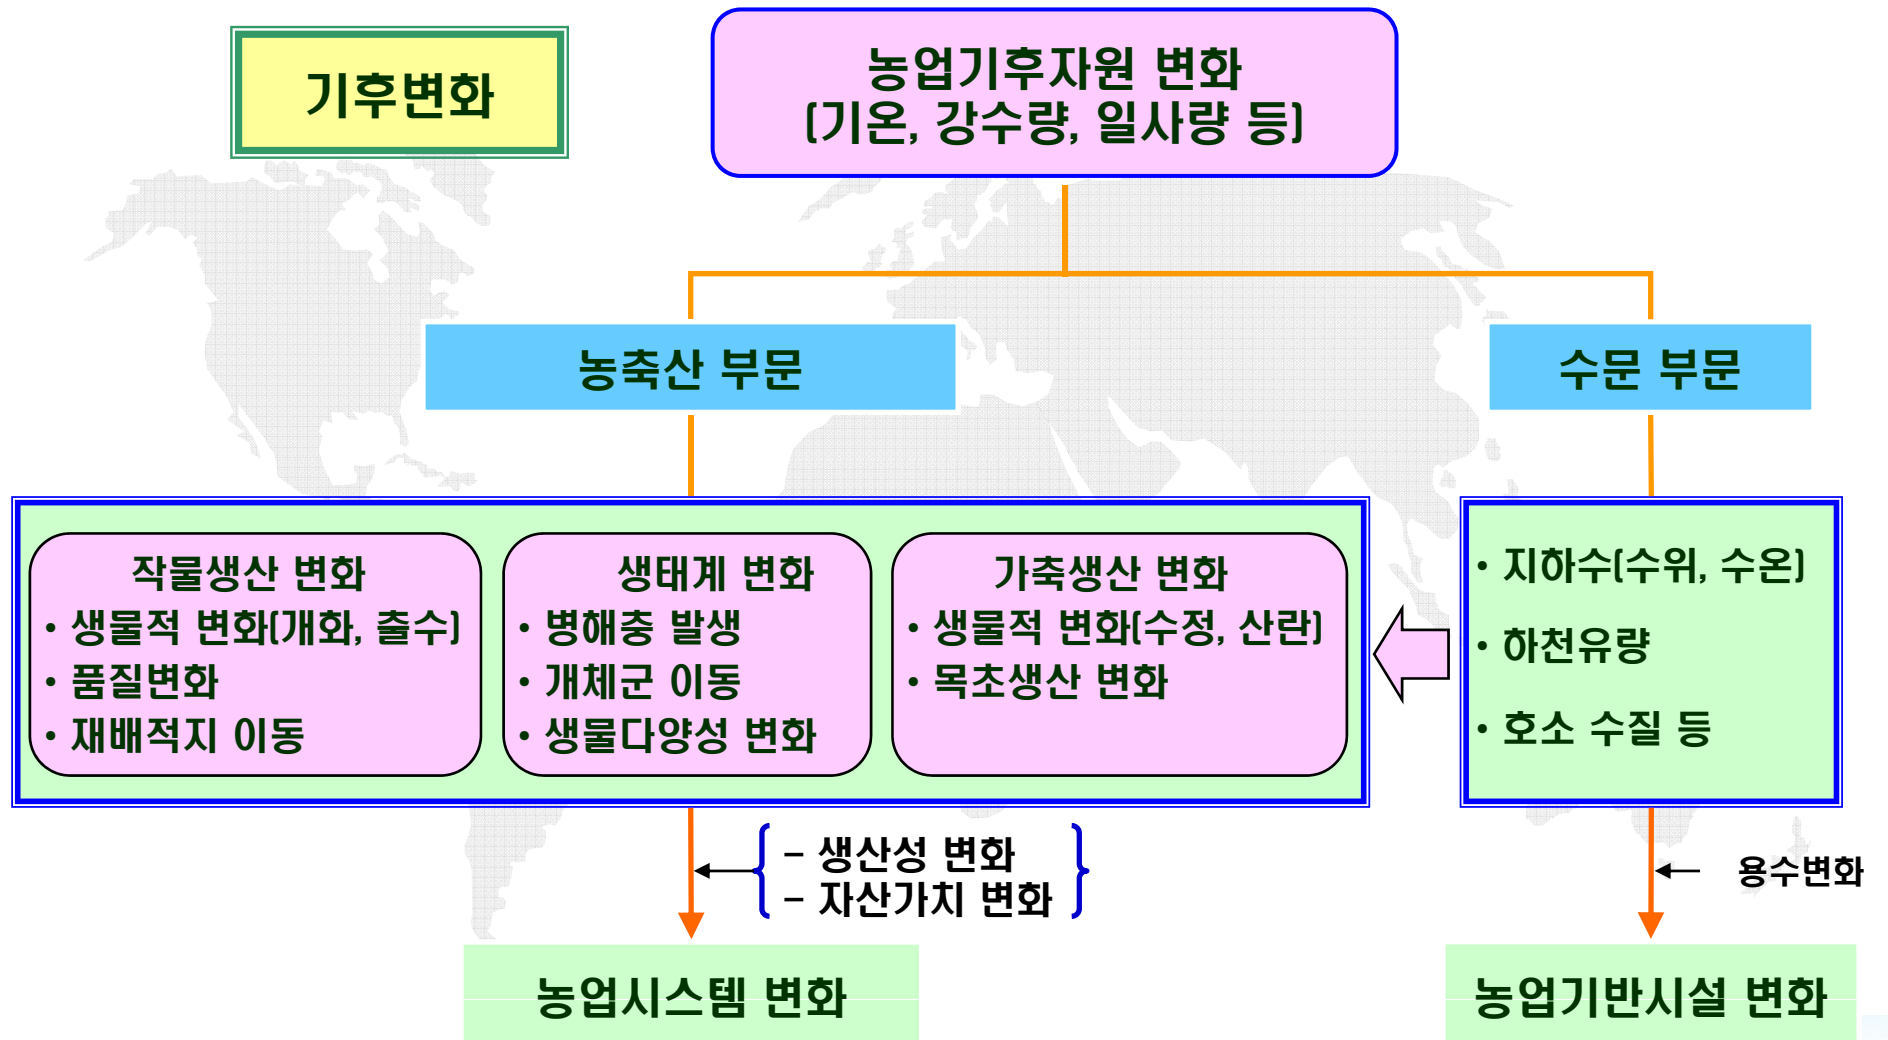 기후변화
농업기후자원 변화
(기온, 강수량, 일사량 등)
농축산 부문
수문 부문
작물생산 변화
• 생물적 변화(개화, 출수)
• 품질변화
• 재배적지 이동
생태계 변화
• 병해충 발생
• 개체군 이동
• 생물다양성 변화
가축생산 변화
• 생물적 변화(수정, 산란)
• 목초생산 변화
• 지하수(수위, 수온)
• 하천유량
• 호소 수질 등
- 생산성 변화
- 자산가치 변화
용수변화
농업시스템 변화
농업기반시설 변화